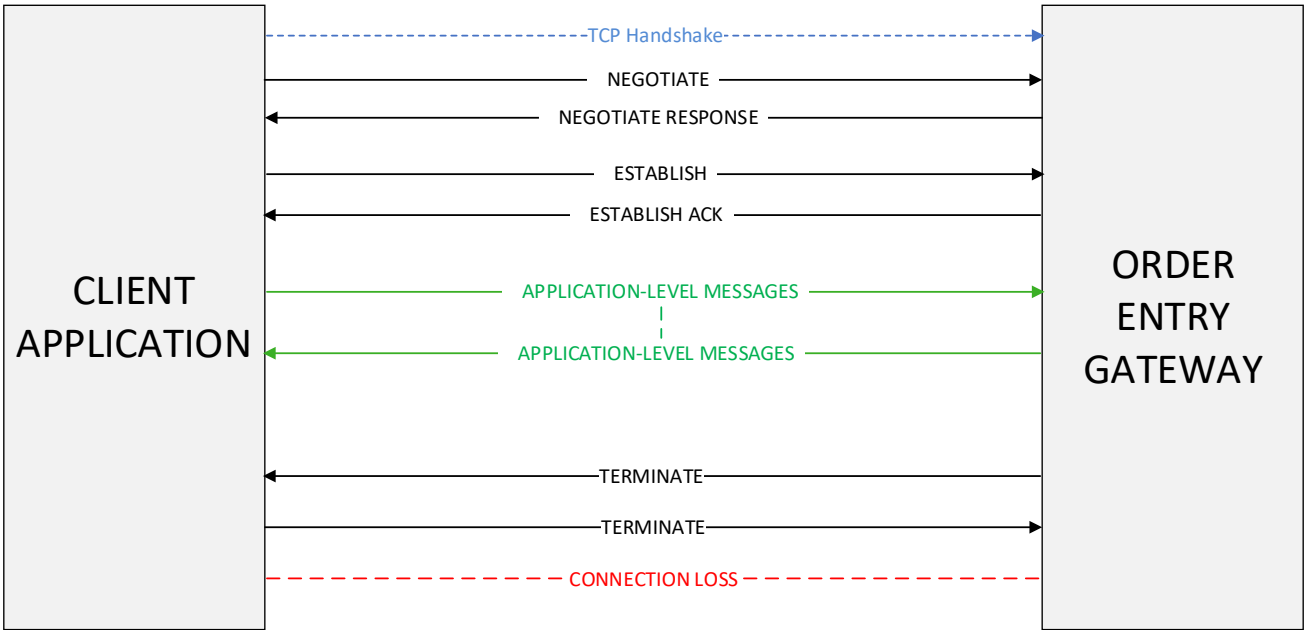 TCP Handshake
NEGOTIATE
NEGOTIATE RESPONSE
ESTABLISH
ESTABLISH ACK
CLIENT
APPLICATION
APPLICATION-LEVEL MESSAGES
APPLICATION-LEVEL MESSAGES
ORDER
ENTRY
GATEWAY
TERMINATE
TERMINATE
CONNECTION LOSS